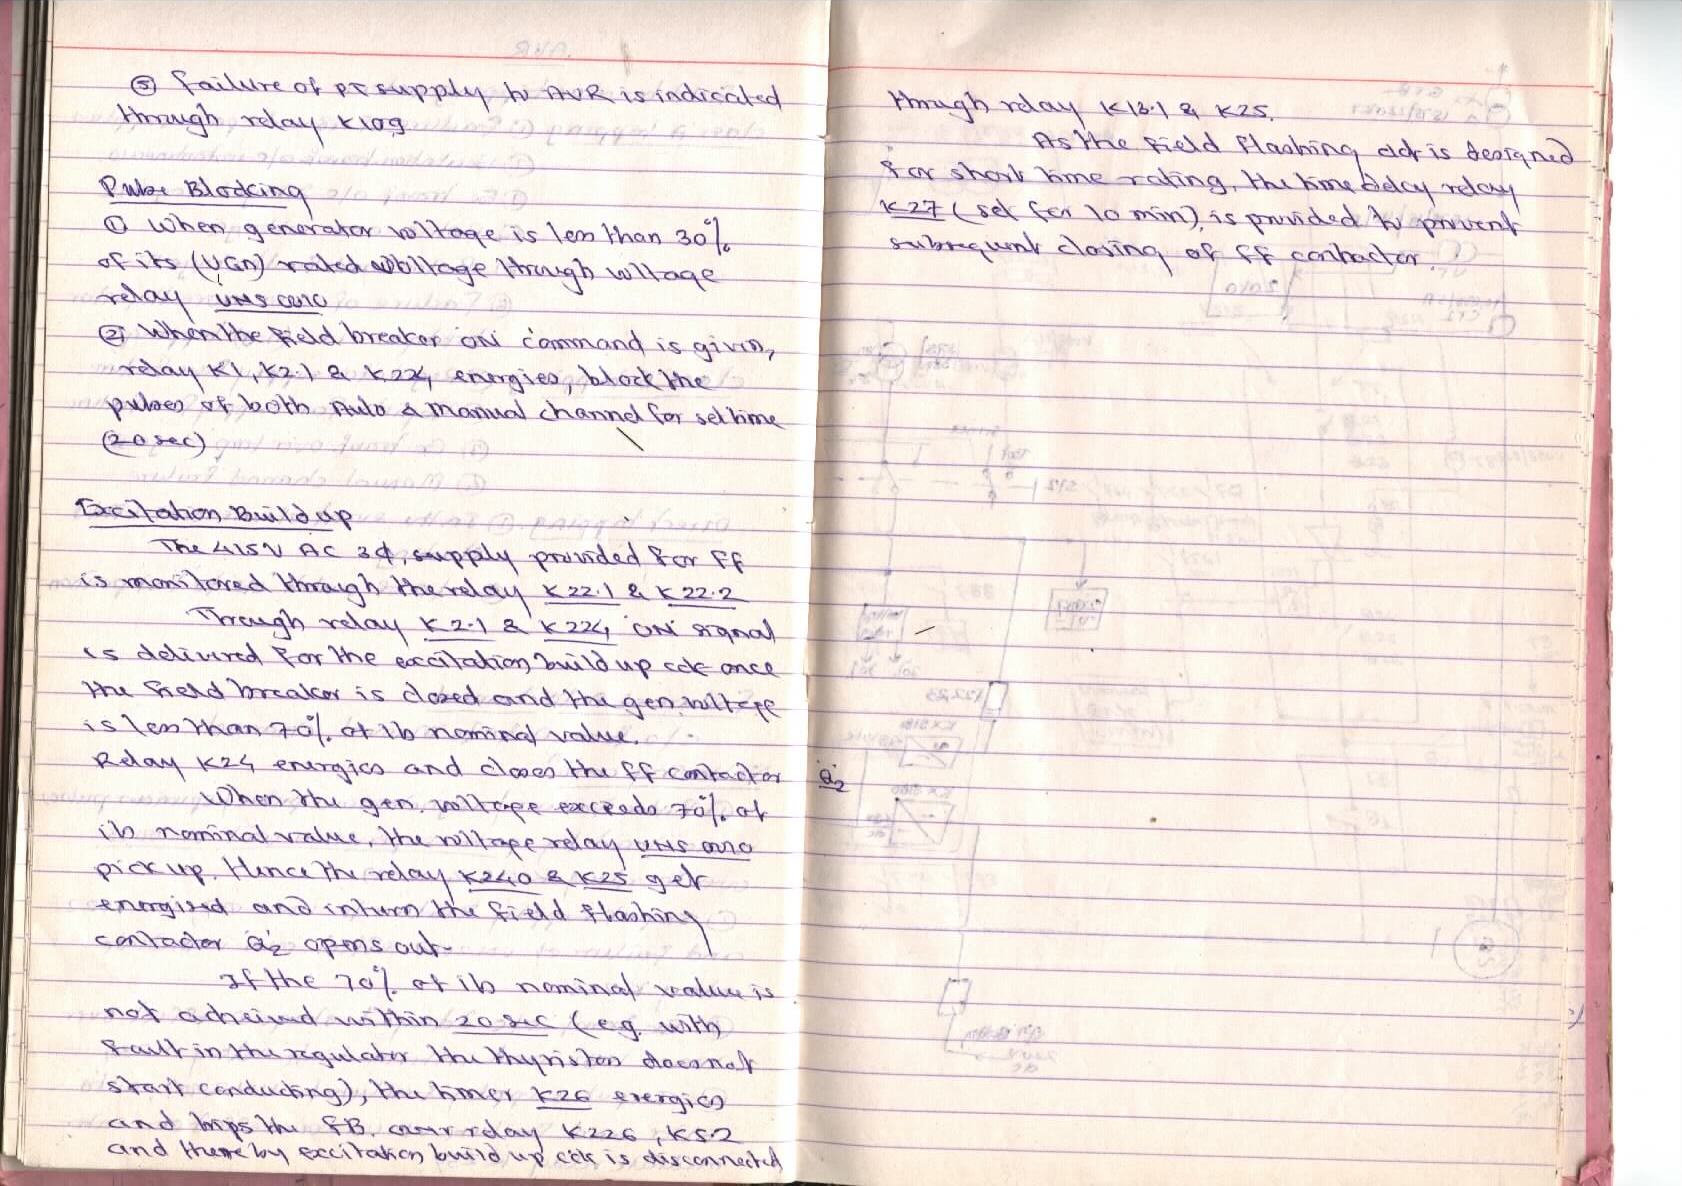 ⑤ Failure of PT supply to AVR is indicated
through relay K109
Pulse Blocking
① When generator voltage is less than 30%
of its (UGN) rated voltage through voltage
relay UNS
② When the field breaker ON command is given,
relay K1, K2.1 & K224 energies, block the
pulses of both Auto & manual channel for set time
(20 sec)
Excitation Build up
The 415V AC 3ϕ, supply provided for FF
is monitored through the relay K22.1 & K22.2
Through relay K2.1 & K224 ON signal
is delivered for the excitation build up ckt once
the field breaker is closed and the gen. voltage
is less than 70% of its nominal value.
Relay K24 energies and closes the FF contactor Q2
When the gen. voltage exceeds 70% of
its nominal value, the voltage relay UNS
pick up. Hence the relay K240 & K25 get
energised and inturn the field flashing
contactor Q2 opens out.
If the 70% of its nominal value is
not acheived within 20 sec (e.g. with
fault in the regulator the thyristors does not
start conducting), the timer K26 energies
and trips the FB. over relay K226, K5.2
and thereby excitation build up ckt is disconnected
through relay K13.1 & K25.
As the field flashing ckt is designed
for short time rating, the time delay relay
K27 (set for 10 min), is provided to prevent
subsequent closing of FF contactor.